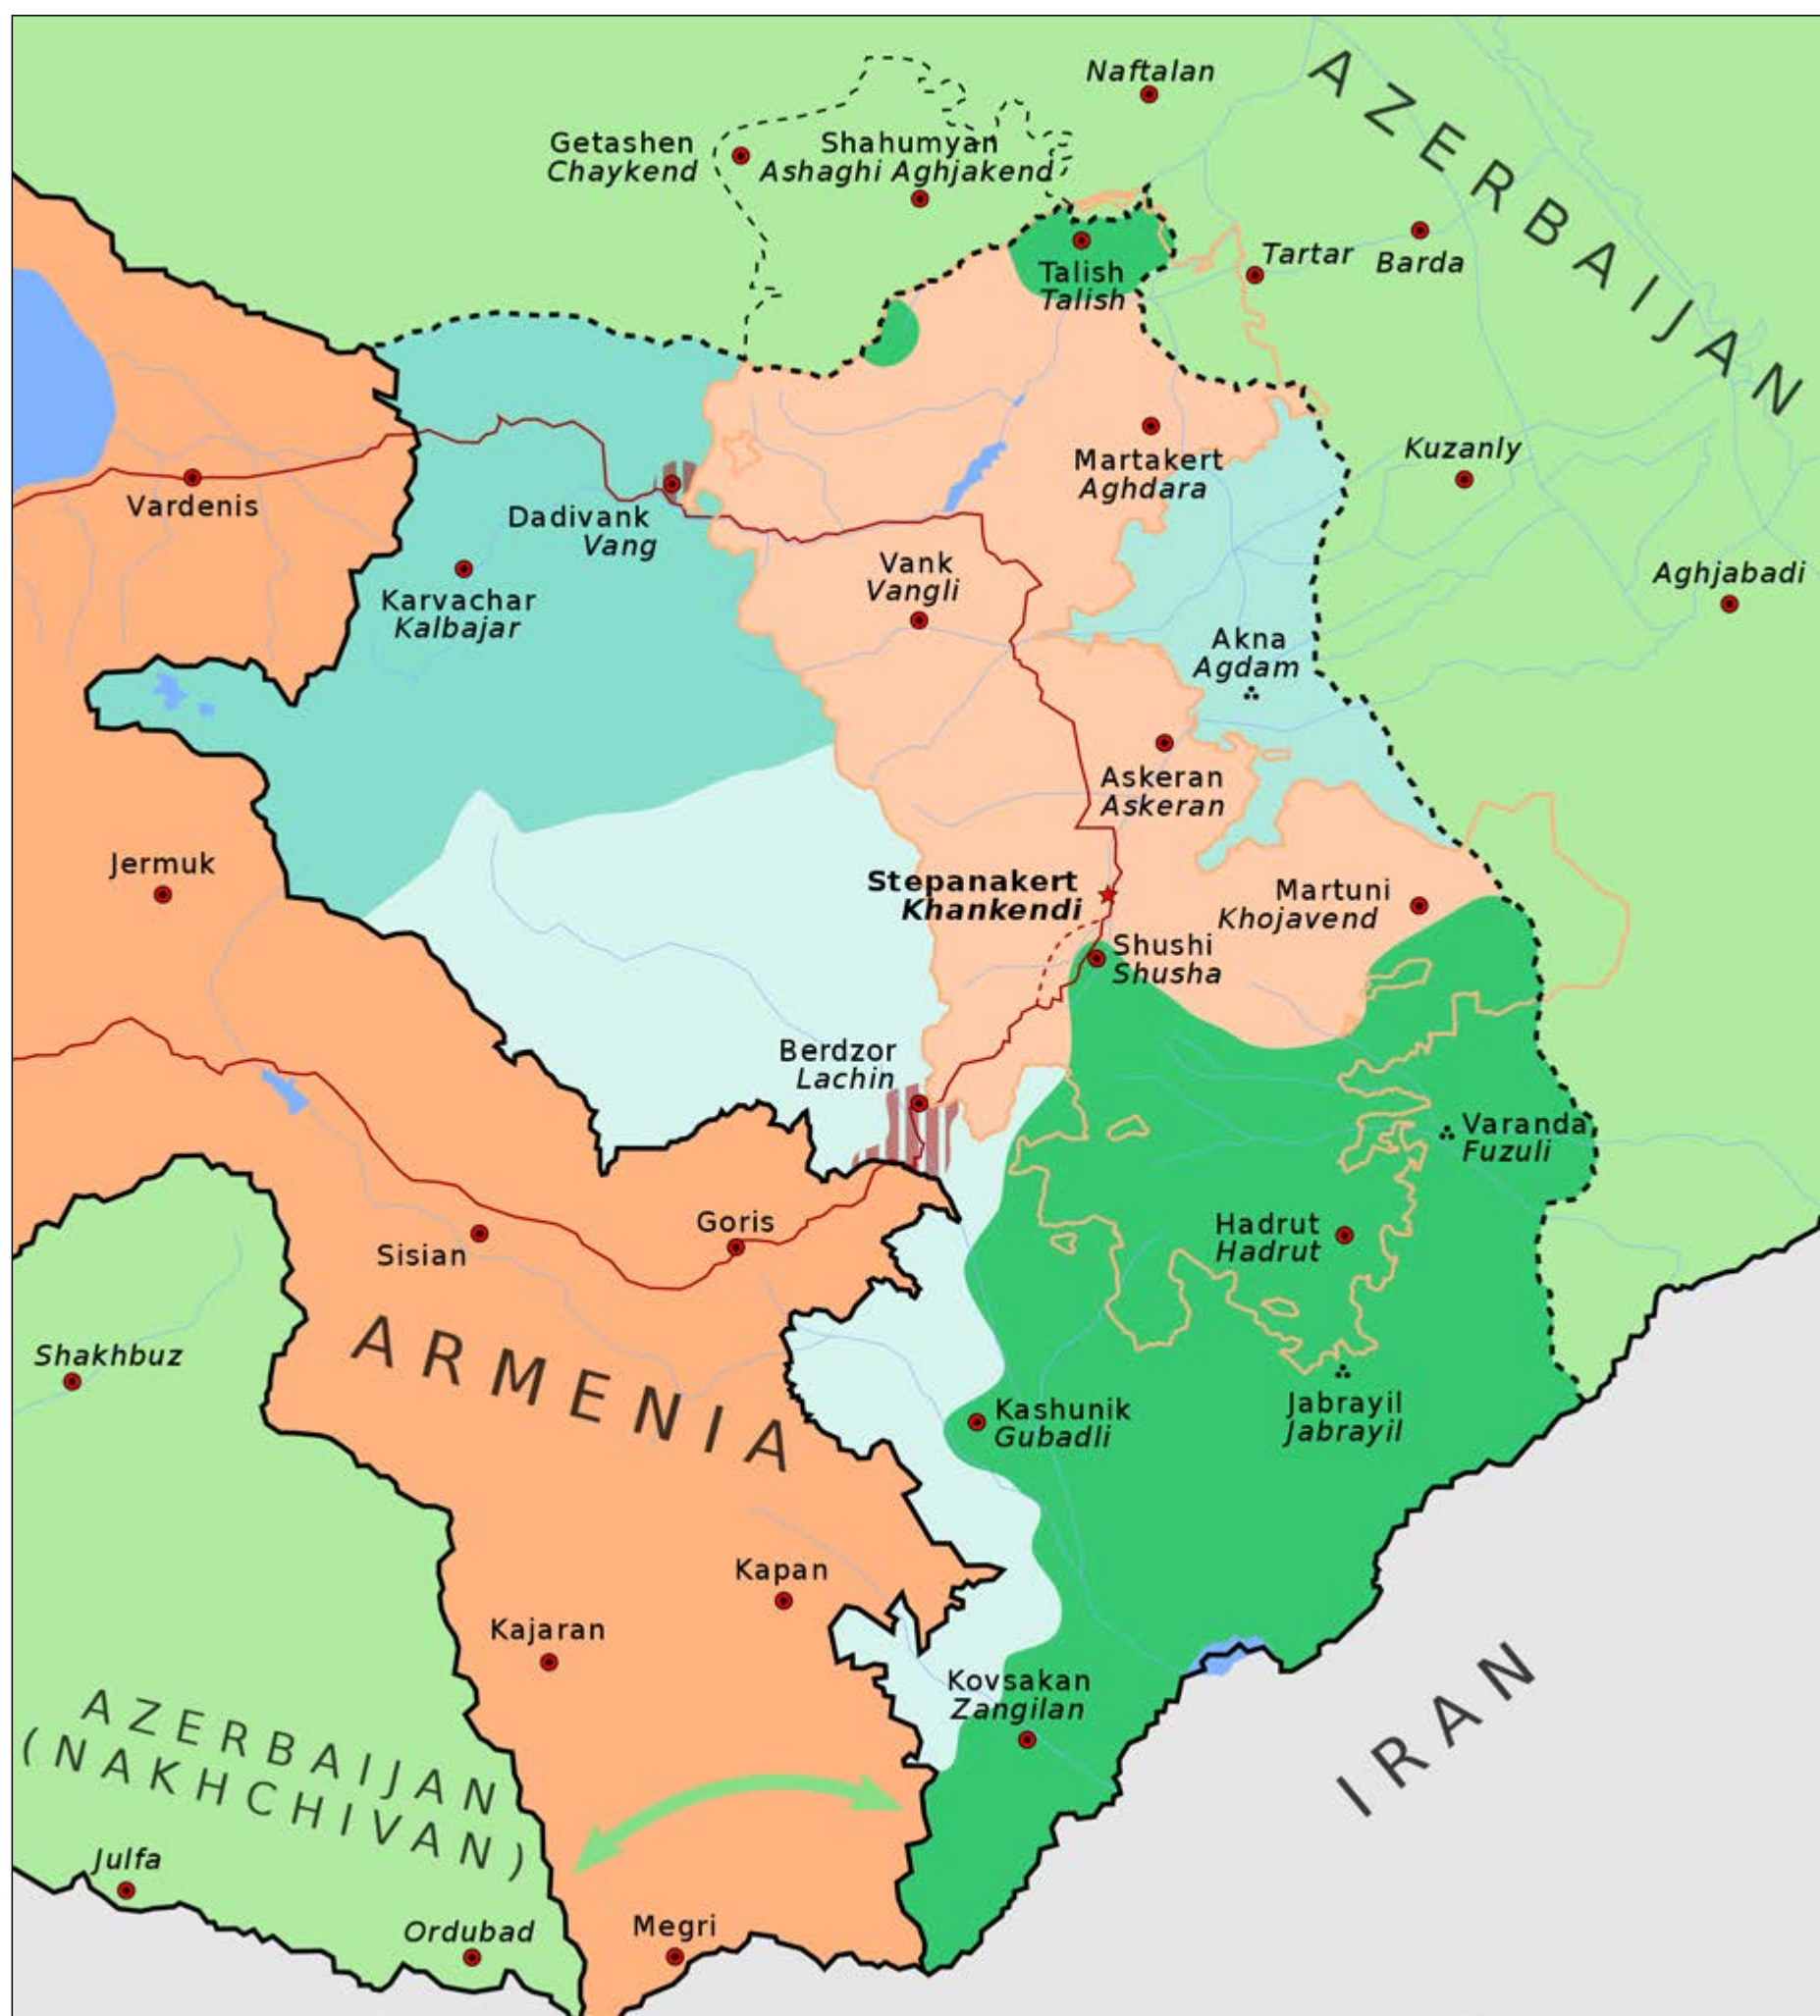 Naftalan
AZERBAIJAN
Getashen
Chaykend
Shahumyan
Ashaghi Aghjakend
Talish
Talish
Tartar
Barda
Kuzanly
Martakert
Aghdara
Vardenis
Dadivank
Vang
Vank
Vangli
Aghjabadi
Karvachar
Kalbajar
Akna
Agdam
Askeran
Askeran
Jermuk
Stepanakert
Khankendi
Martuni
Khojavend
Shushi
Shusha
Berdzor
Lachin
Varanda
Fuzuli
Goris
Sisian
Hadrut
Hadrut
Shakhbuz
ARMENIA
Kashunik
Gubadli
Jabrayil
Jabrayil
Kapan
Kajaran
Kovsakan
Zangilan
IRAN
AZERBAIJAN
(NAKHCHIVAN)
Julfa
Ordubad
Megri